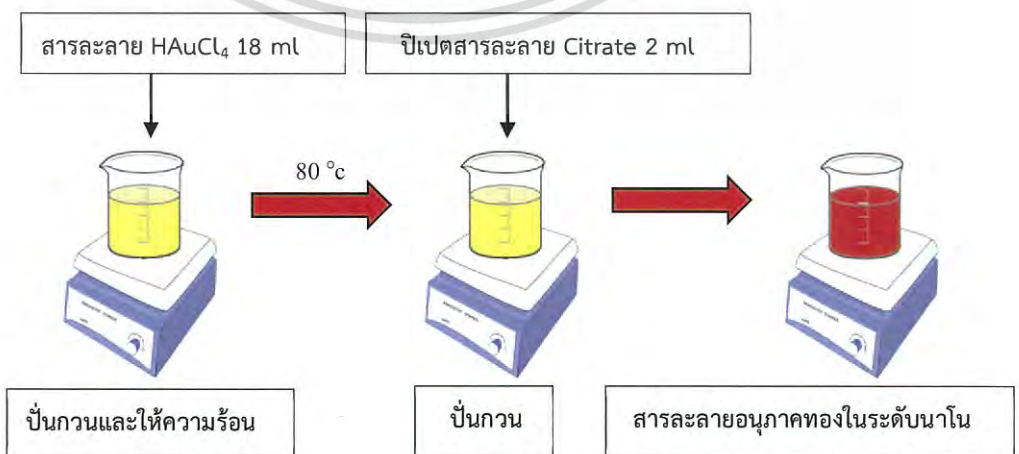 สารละลาย HAuCl₄ 18 ml
ปิเปตสารละลาย Citrate 2 ml
80 °c
ปั่นกวนและให้ความร้อน
ปั่นกวน
สารละลายอนุภาคทองในระดับนาโน